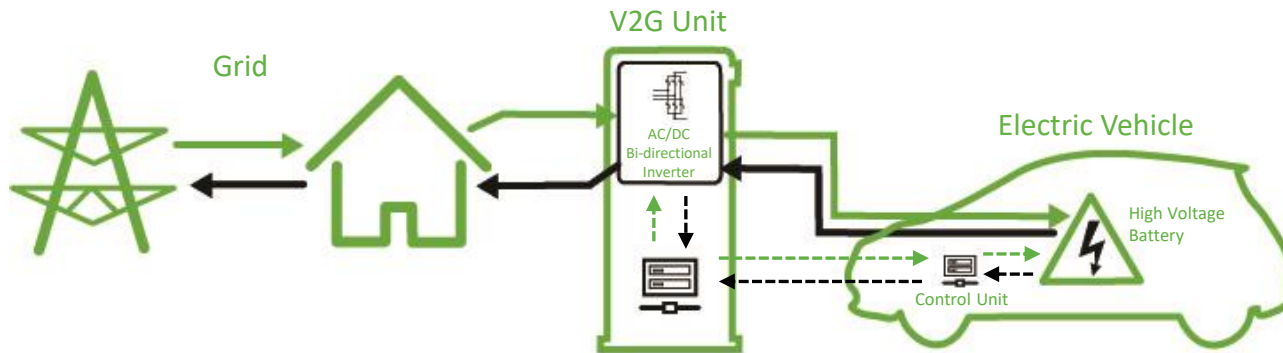 V2G Unit
Grid
AC/DC
Bi-directional
Inverter
Electric Vehicle
High Voltage
Battery
Control Unit